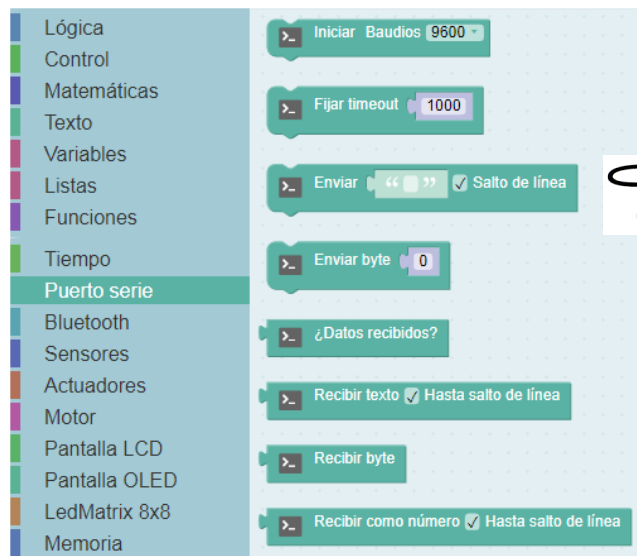 Lógica
Control
Matemáticas
Texto
Variables
Listas
Funciones
Tiempo
Puerto serie
Bluetooth
Sensores
Actuadores
Motor
Pantalla LCD
Pantalla OLED
LedMatrix 8x8
Memoria
Iniciar Baudios 9600
Fijar timeout 1000
Enviar “ ” Salto de línea
Enviar byte 0
¿Datos recibidos?
Recibir texto Hasta salto de línea
Recibir byte
Recibir como número Hasta salto de línea